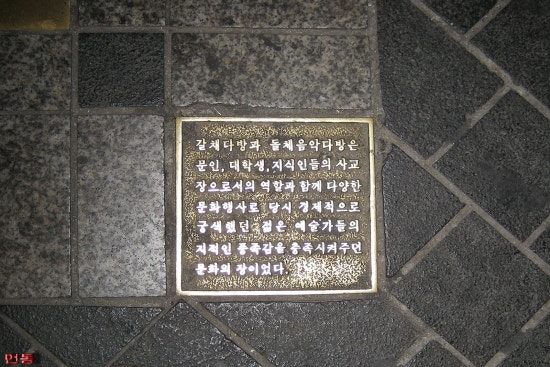 갈채다방과 돌체음악다방은
문인, 대학생, 지식인들의 사교
장으로서의 역할과 함께 다양한
문화행사로 당시 경제적으로
궁색했던 젊은 예술가들의
지적인 풍족감을 충족시켜주던
문화의 장이었다.